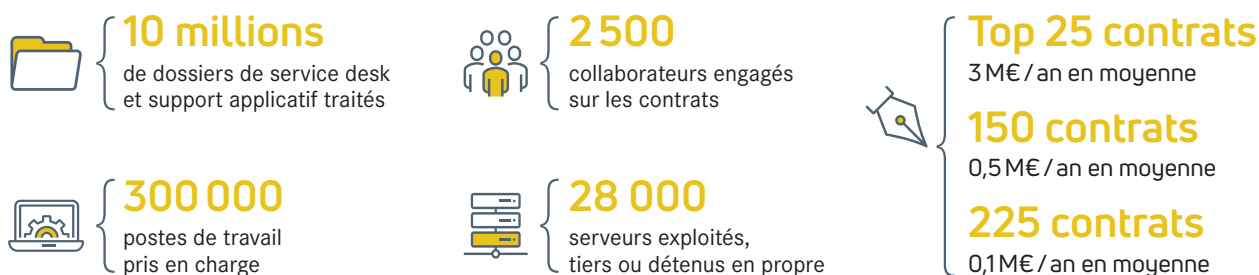 10 millions
de dossiers de service desk
et support applicatif traités
2 500
collaborateurs engagés
sur les contrats
300 000
postes de travail
pris en charge
28 000
serveurs exploités,
tiers ou détenus en propre
Top 25 contrats
3 M€ / an en moyenne
150 contrats
0,5 M€ / an en moyenne
225 contrats
0,1 M€ / an en moyenne